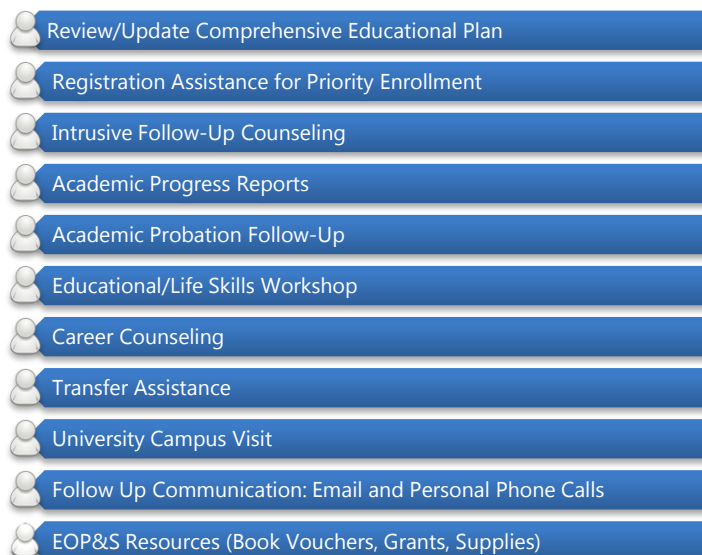 Review/Update Comprehensive Educational Plan
Registration Assistance for Priority Enrollment
Intrusive Follow-Up Counseling
Academic Progress Reports
Academic Probation Follow-Up
Educational/Life Skills Workshop
Career Counseling
Transfer Assistance
University Campus Visit
Follow Up Communication: Email and Personal Phone Calls
EOP&S Resources (Book Vouchers, Grants, Supplies)